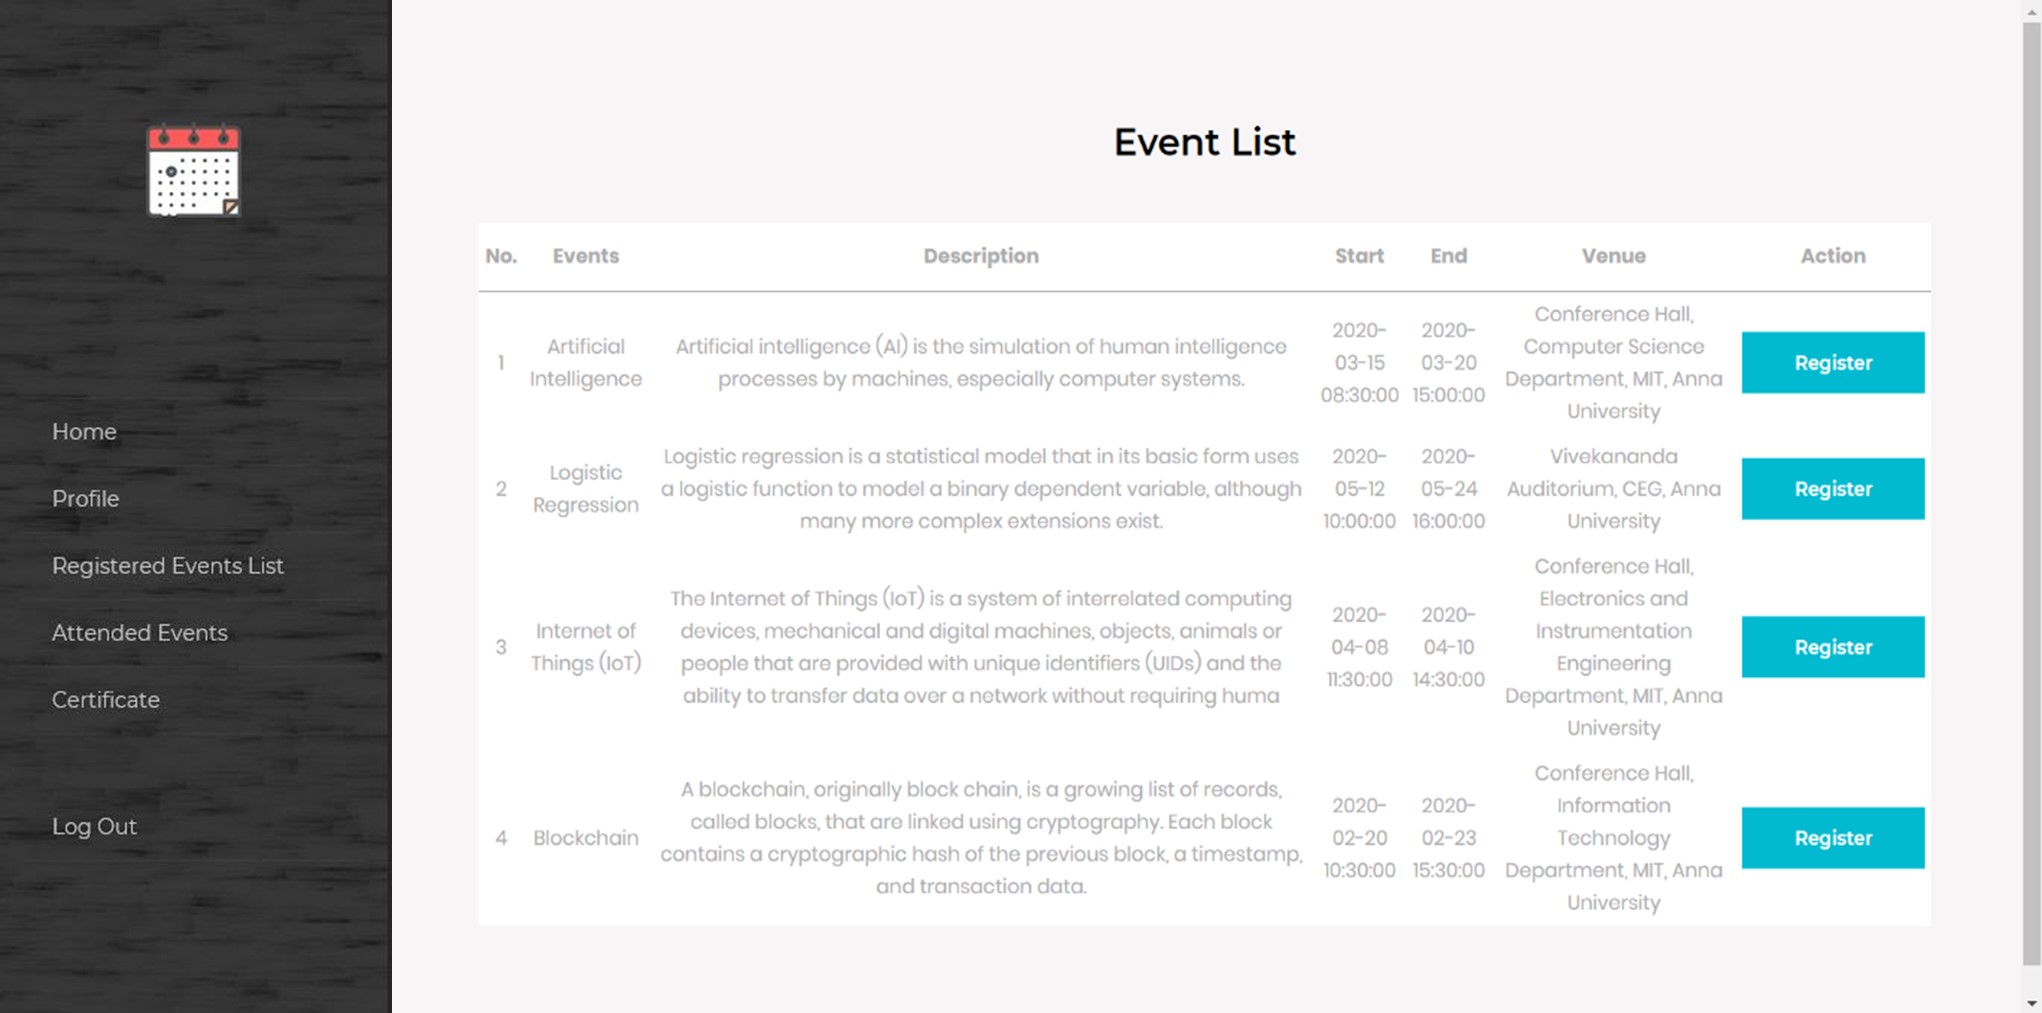 Home
Profile
Registered Events List
Attended Events
Certificate
Log Out
Event List
No. Events Description Start End Venue Action
1
Artificial
Intelligence
Artificial intelligence (AI) is the simulation of human intelligence
processes by machines, especially computer systems.
2020-
03-15
08:30:00
2020-
03-20
15:00:00
Conference Hall,
Computer Science
Department, MIT, Anna
University
Register
2
Logistic
Regression
Logistic regression is a statistical model that in its basic form uses
a logistic function to model a binary dependent variable, although
many more complex extensions exist.
2020-
05-12
10:00:00
2020-
05-24
16:00:00
Vivekananda
Auditorium, CEG, Anna
University
Register
3
Internet of
Things (IoT)
The Internet of Things (IoT) is a system of interrelated computing
devices, mechanical and digital machines, objects, animals or
people that are provided with unique identifiers (UIDs) and the
ability to transfer data over a network without requiring huma
2020-
04-08
11:30:00
2020-
04-10
14:30:00
Conference Hall,
Electronics and
Instrumentation
Engineering
Department, MIT, Anna
University
Register
4
Blockchain
A blockchain, originally block chain, is a growing list of records,
called blocks, that are linked using cryptography. Each block
contains a cryptographic hash of the previous block, a timestamp,
and transaction data.
2020-
02-20
10:30:00
2020-
02-23
15:30:00
Conference Hall,
Information
Technology
Department, MIT, Anna
University
Register